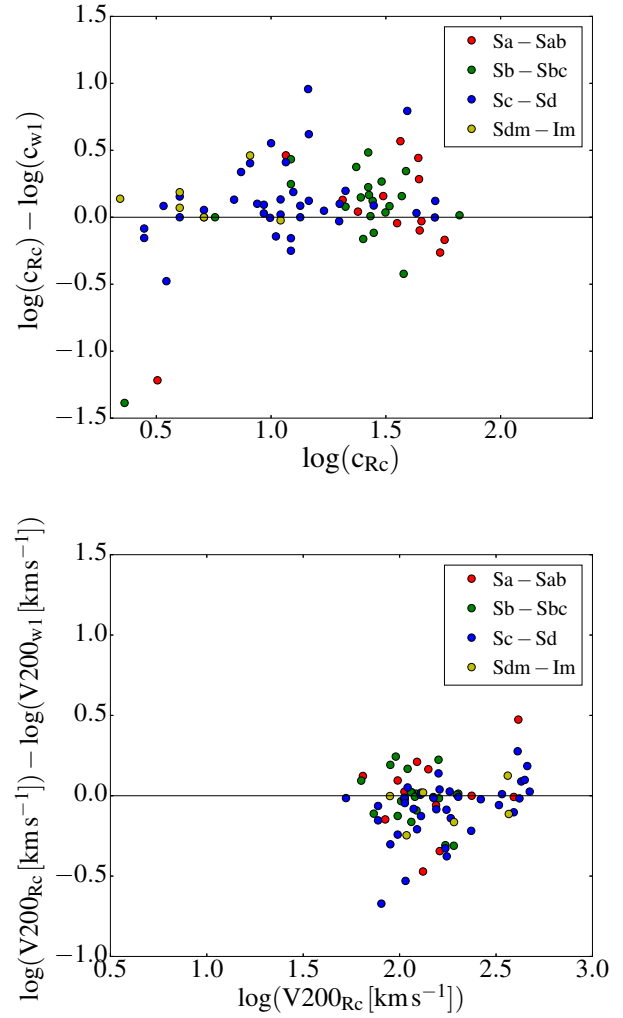 1.5
Sa − Sab
Sb − Sbc
Sc − Sd
Sdm − Im
1.0
0.5
0.0
−0.5
−1.0
−1.5
log(c_Rc) − log(c_w1)
0.5 1.0 1.5 2.0
log(c_Rc)
1.5
Sa − Sab
Sb − Sbc
Sc − Sd
Sdm − Im
1.0
0.5
0.0
−0.5
−1.0
log(V200_Rc [km s^−1]) − log(V200_w1 [km s^−1])
0.5 1.0 1.5 2.0 2.5 3.0
log(V200_Rc [km s^−1])